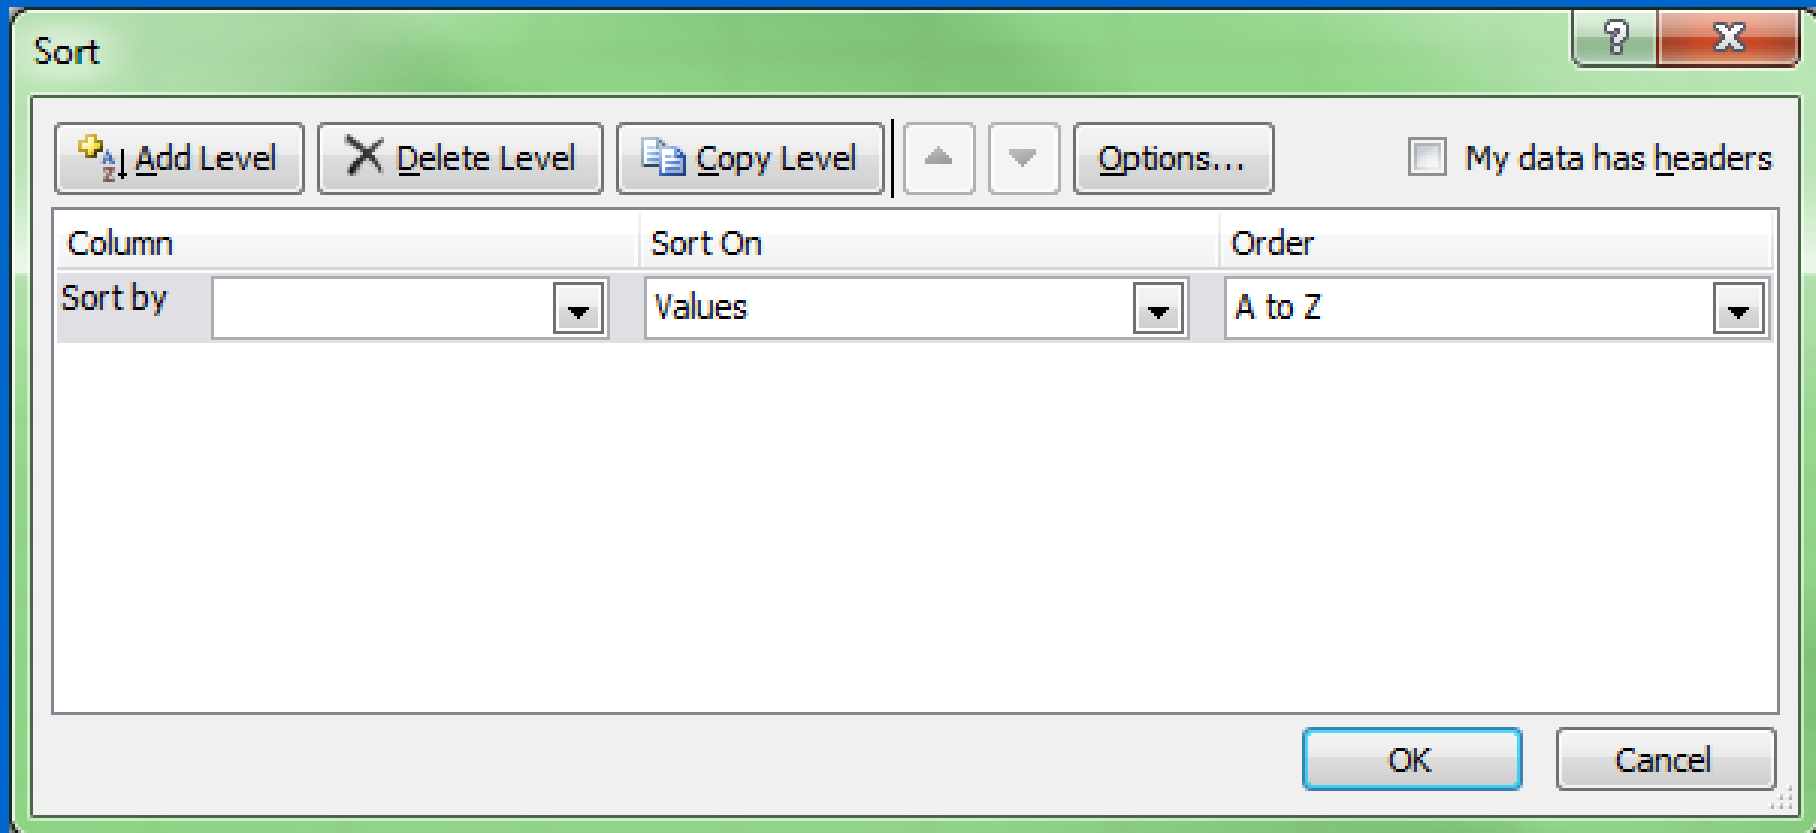 Sort
Add Level Delete Level Copy Level Options... My data has headers
Column Sort On Order
Sort by Values A to Z
OK Cancel